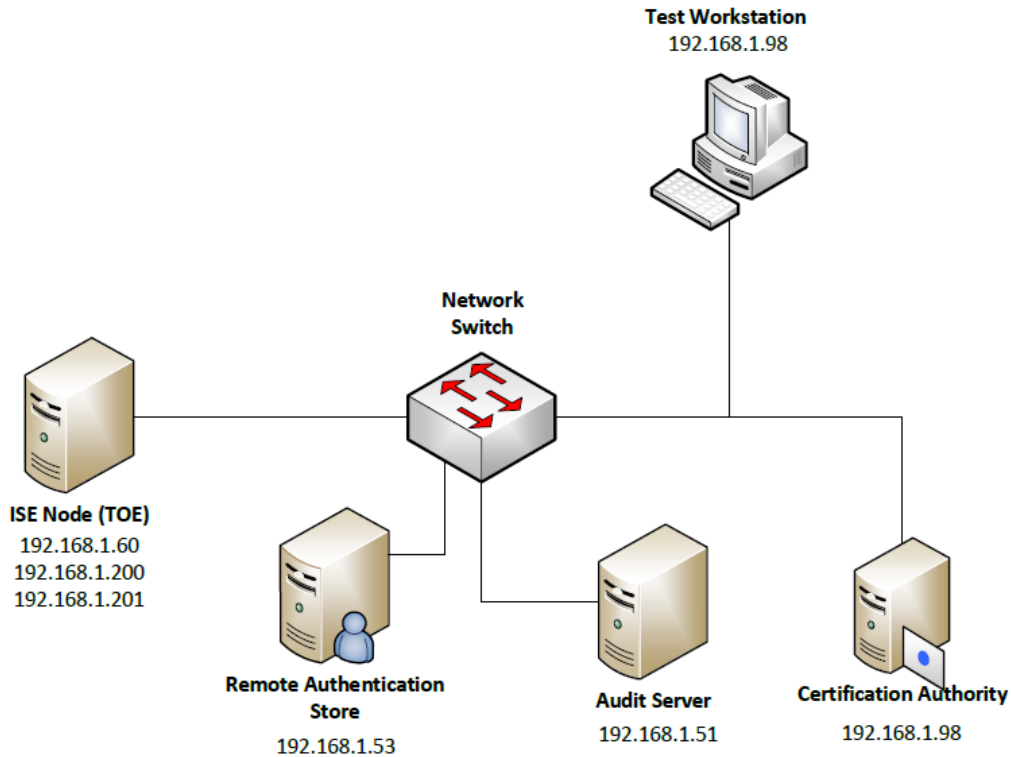 Test Workstation
192.168.1.98
Network
Switch
ISE Node (TOE)
192.168.1.60
192.168.1.200
192.168.1.201
Remote Authentication
Store
192.168.1.53
Audit Server
192.168.1.51
Certification Authority
192.168.1.98